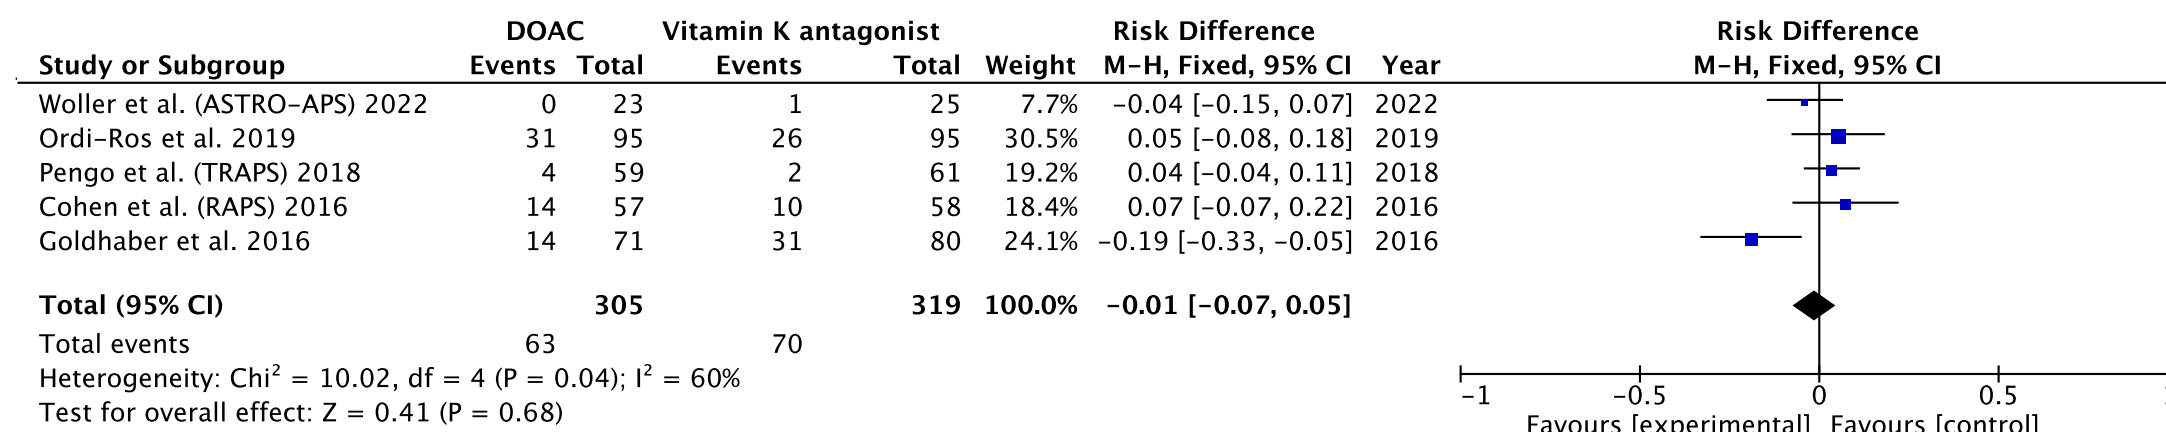 DOAC Vitamin K antagonist Risk Difference Risk Difference
Study or Subgroup Events Total Events Total Weight M-H, Fixed, 95% CI Year M-H, Fixed, 95% CI
Woller et al. (ASTRO-APS) 2022 0 23 1 25 7.7% -0.04 [-0.15, 0.07] 2022
Ordi-Ros et al. 2019 31 95 26 95 30.5% 0.05 [-0.08, 0.18] 2019
Pengo et al. (TRAPS) 2018 4 59 2 61 19.2% 0.04 [-0.04, 0.11] 2018
Cohen et al. (RAPS) 2016 14 57 10 58 18.4% 0.07 [-0.07, 0.22] 2016
Goldhaber et al. 2016 14 71 31 80 24.1% -0.19 [-0.33, -0.05] 2016
Total (95% CI) 305 319 100.0% -0.01 [-0.07, 0.05]
Total events 63 70
Heterogeneity: Chi² = 10.02, df = 4 (P = 0.04); I² = 60%
Test for overall effect: Z = 0.41 (P = 0.68)
-1 -0.5 0 0.5
Favours [experimental] Favours [control]